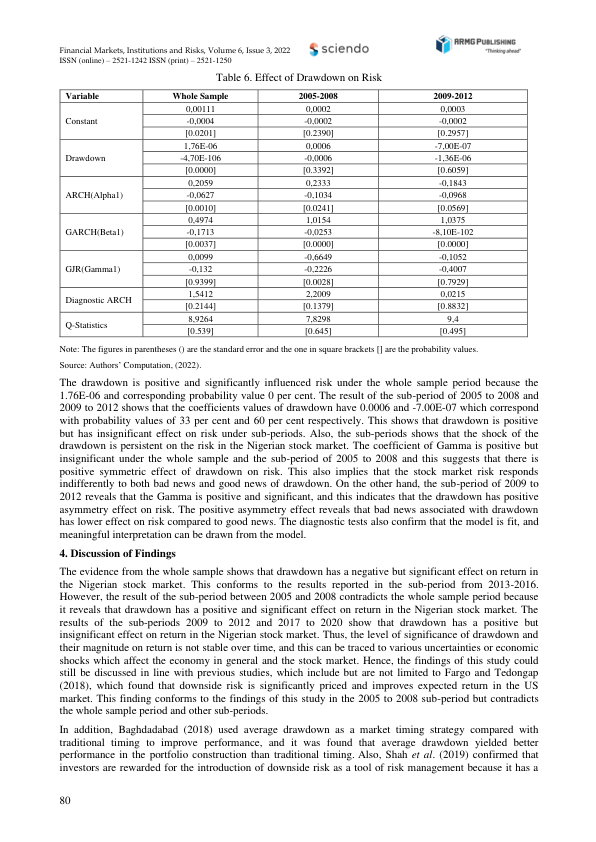 Financial Markets, Institutions and Risks, Volume 6, Issue 3, 2022
ISSN (online) – 2521-1242 ISSN (print) – 2521-1250
sciendo
ARMG PUBLISHING
"Thinking ahead"
Table 6. Effect of Drawdown on Risk
Variable Whole Sample 2005-2008 2009-2012
Constant
0,00111 0,0002 0,0003
-0,0004 -0,0002 -0,0002
[0.0201] [0.2390] [0.2957]
Drawdown
1,76E-06 0,0006 -7,00E-07
-4,70E-106 -0,0006 -1,36E-06
[0.0000] [0.3392] [0.6059]
ARCH(Alpha1)
0,2059 0,2333 -0,1843
-0,0627 -0,1034 -0,0968
[0.0010] [0.0241] [0.0569]
GARCH(Beta1)
0,4974 1,0154 1,0375
-0,1713 -0,0253 -8,10E-102
[0.0037] [0.0000] [0.0000]
GJR(Gamma1)
0,0099 -0,6649 -0,1052
-0,132 -0,2226 -0,4007
[0.9399] [0.0028] [0.7929]
Diagnostic ARCH
1,5412 2,2009 0,0215
[0.2144] [0.1379] [0.8832]
Q-Statistics
8,9264 7,8298 9,4
[0.539] [0.645] [0.495]
Note: The figures in parentheses () are the standard error and the one in square brackets [] are the probability values.
Source: Authors' Computation, (2022).
The drawdown is positive and significantly influenced risk under the whole sample period because the
1.76E-06 and corresponding probability value 0 per cent. The result of the sub-period of 2005 to 2008 and
2009 to 2012 shows that the coefficients values of drawdown have 0.0006 and -7.00E-07 which correspond
with probability values of 33 per cent and 60 per cent respectively. This shows that drawdown is positive
but has insignificant effect on risk under sub-periods. Also, the sub-periods shows that the shock of the
drawdown is persistent on the risk in the Nigerian stock market. The coefficient of Gamma is positive but
insignificant under the whole sample and the sub-period of 2005 to 2008 and this suggests that there is
positive symmetric effect of drawdown on risk. This also implies that the stock market risk responds
indifferently to both bad news and good news of drawdown. On the other hand, the sub-period of 2009 to
2012 reveals that the Gamma is positive and significant, and this indicates that the drawdown has positive
asymmetry effect on risk. The positive asymmetry effect reveals that bad news associated with drawdown
has lower effect on risk compared to good news. The diagnostic tests also confirm that the model is fit, and
meaningful interpretation can be drawn from the model.
4. Discussion of Findings
The evidence from the whole sample shows that drawdown has a negative but significant effect on return in
the Nigerian stock market. This conforms to the results reported in the sub-period from 2013-2016.
However, the result of the sub-period between 2005 and 2008 contradicts the whole sample period because
it reveals that drawdown has a positive and significant effect on return in the Nigerian stock market. The
results of the sub-periods 2009 to 2012 and 2017 to 2020 show that drawdown has a positive but
insignificant effect on return in the Nigerian stock market. Thus, the level of significance of drawdown and
their magnitude on return is not stable over time, and this can be traced to various uncertainties or economic
shocks which affect the economy in general and the stock market. Hence, the findings of this study could
still be discussed in line with previous studies, which include but are not limited to Fargo and Tedongap
(2018), which found that downside risk is significantly priced and improves expected return in the US
market. This finding conforms to the findings of this study in the 2005 to 2008 sub-period but contradicts
the whole sample period and other sub-periods.
In addition, Baghdadabad (2018) used average drawdown as a market timing strategy compared with
traditional timing to improve performance, and it was found that average drawdown yielded better
performance in the portfolio construction than traditional timing. Also, Shah et al. (2019) confirmed that
investors are rewarded for the introduction of downside risk as a tool of risk management because it has a
80